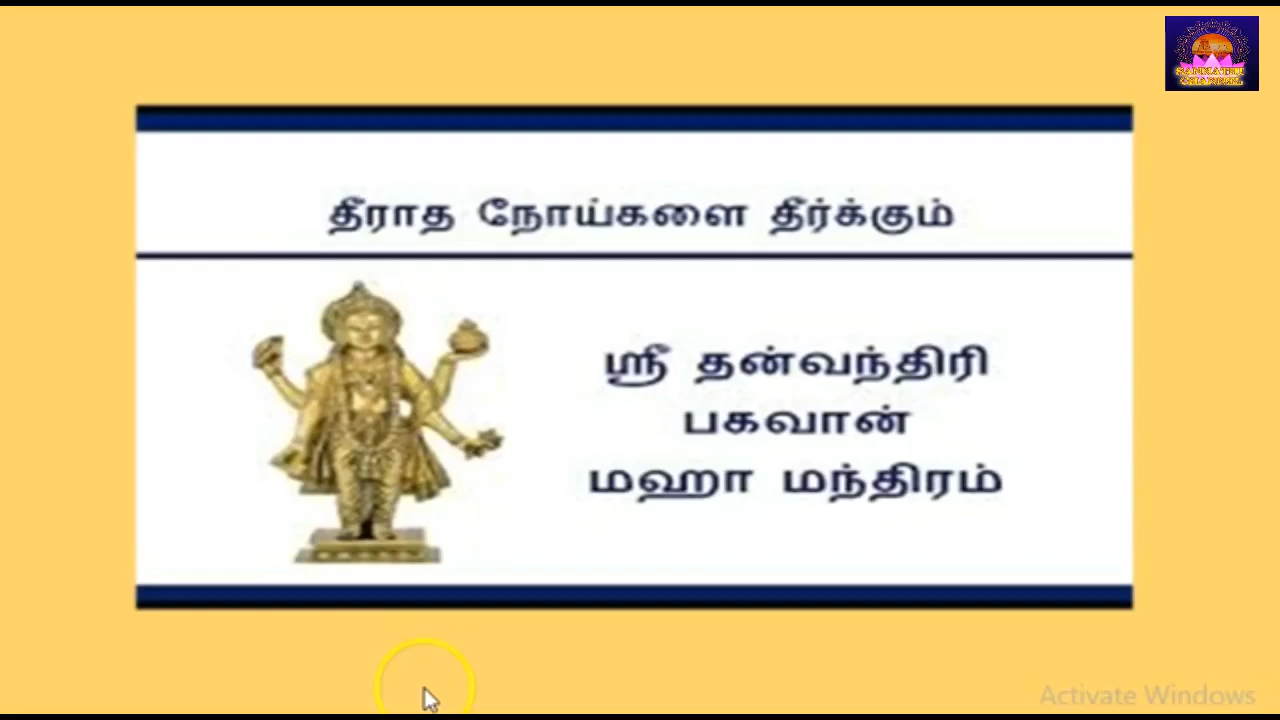 தீராத நோய்களை தீர்க்கும்
ஸ்ரீ தன்வந்திரி
பகவான்
மஹா மந்திரம்
Activate Windows